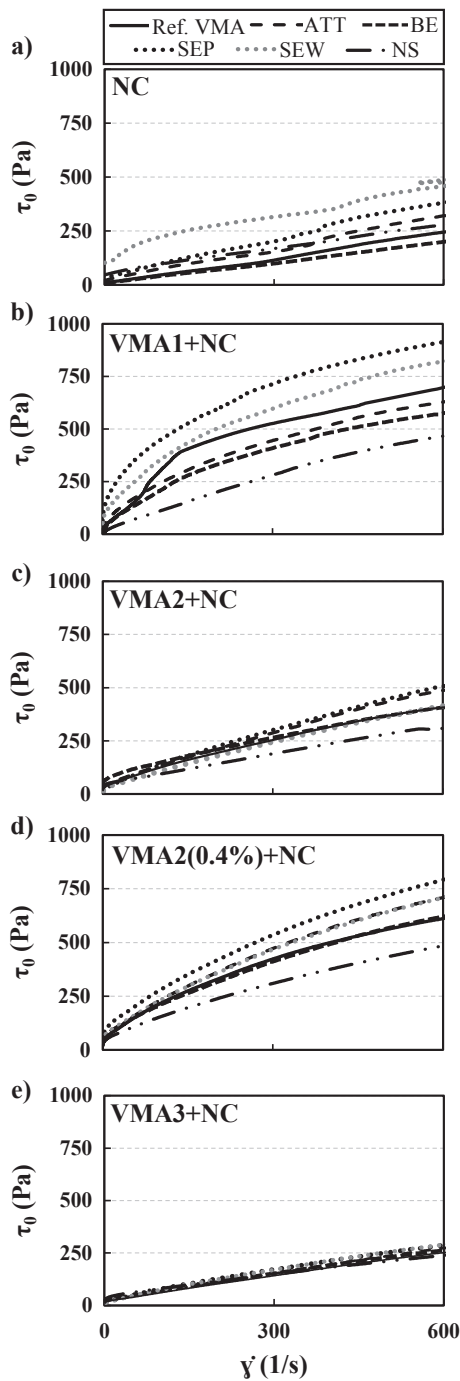 Ref. VMA ATT BE
SEP SEW NS
a)
NC
1000
750
500
250
0
τ0 (Pa)
b)
VMA1+NC
1000
750
500
250
0
τ0 (Pa)
c)
VMA2+NC
1000
750
500
250
0
τ0 (Pa)
d)
VMA2(0.4%)+NC
1000
750
500
250
0
τ0 (Pa)
e)
VMA3+NC
1000
750
500
250
0
τ0 (Pa)
0 300 600
γ̇ (1/s)